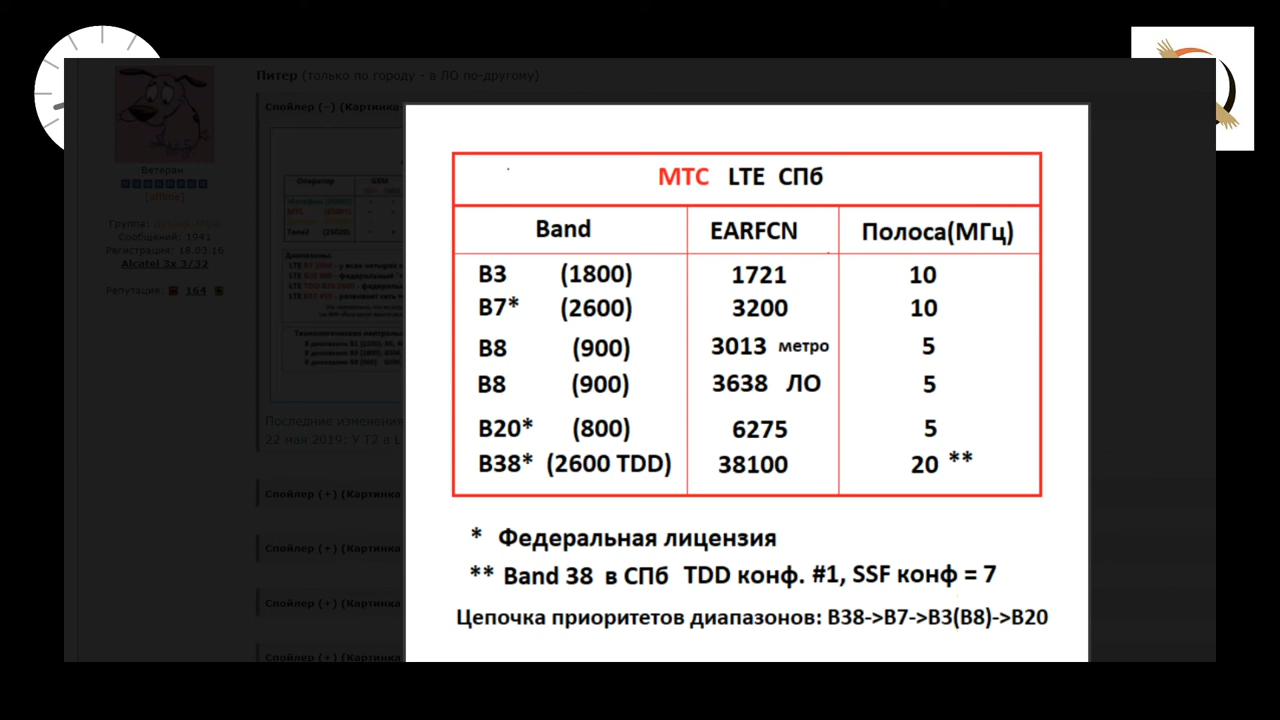 Питер (только по городу - в ЛО по-другому)
Спойлер (-) (Картинка
Ветеран
[offline]
Группа:
Сообщений: 1941
Регистрация: 18.03.16
Alcatel 3x 3/32
Репутация: 164
Оператор GSM
Диапазоны:
Последние изменения
22 мая 2019: У Т2 в L
Спойлер (+) (Картинка
Спойлер (+) (Картинка
Спойлер (+) (Картинка
Спойлер (+) (Картинка
МТС LTE СПб
Band EARFCN Полоса(МГц)
B3 (1800) 1721 10
B7* (2600) 3200 10
B8 (900) 3013 метро 5
B8 (900) 3638 ЛО 5
B20* (800) 6275 5
B38* (2600 TDD) 38100 20 **
* Федеральная лицензия
** Band 38 в СПб TDD конф. #1, SSF конф = 7
Цепочка приоритетов диапазонов: B38->B7->B3(B8)->B20